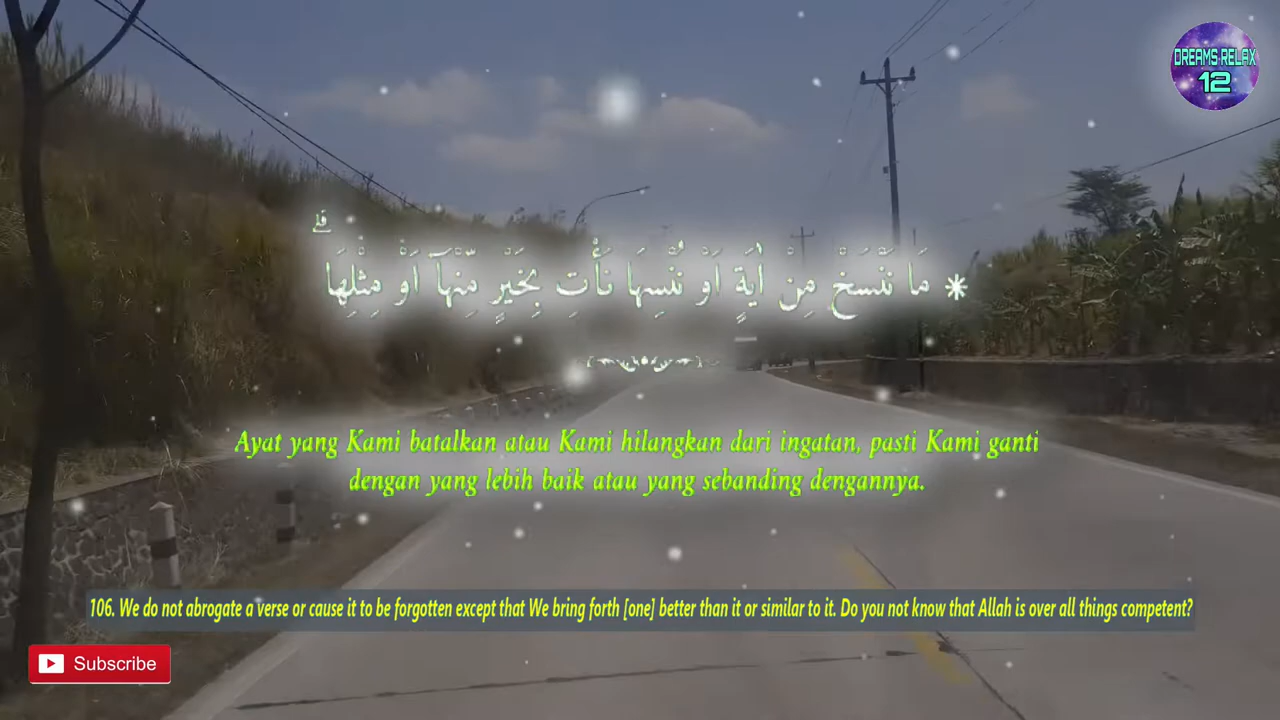 DREAMS RELAX
12
۞ مَا نَنْسَخْ مِنْ اٰيَةٍ اَوْ نُنْسِهَا نَأْتِ بِخَيْرٍ مِّنْهَآ اَوْ مِثْلِهَا ۗ
Ayat yang Kami batalkan atau Kami hilangkan dari ingatan, pasti Kami ganti
dengan yang lebih baik atau yang sebanding dengannya.
106. We do not abrogate a verse or cause it to be forgotten except that We bring forth [one] better than it or similar to it. Do you not know that Allah is over all things competent?
Subscribe